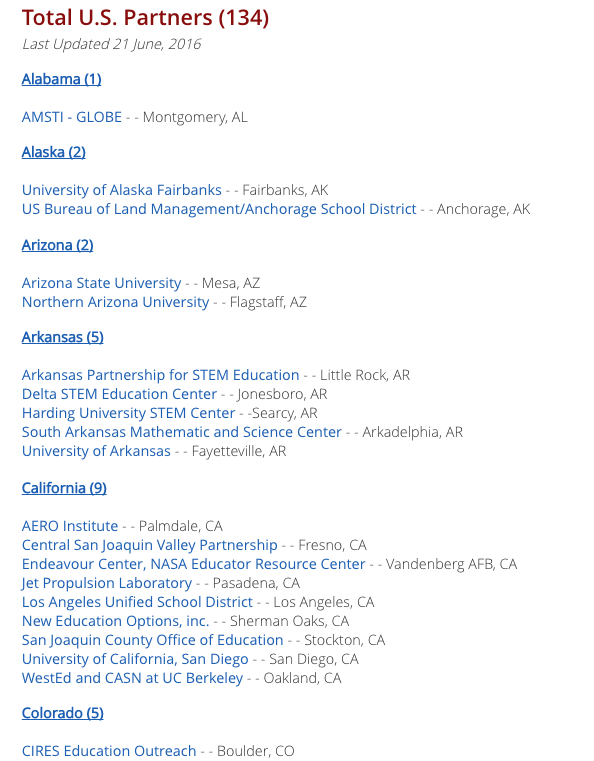 Total U.S. Partners (134)
Last Updated 21 June, 2016
Alabama (1)
AMSTI - GLOBE - - Montgomery, AL
Alaska (2)
University of Alaska Fairbanks - - Fairbanks, AK
US Bureau of Land Management/Anchorage School District - - Anchorage, AK
Arizona (2)
Arizona State University - - Mesa, AZ
Northern Arizona University - - Flagstaff, AZ
Arkansas (5)
Arkansas Partnership for STEM Education - - Little Rock, AR
Delta STEM Education Center - - Jonesboro, AR
Harding University STEM Center - -Searcy, AR
South Arkansas Mathematic and Science Center - - Arkadelphia, AR
University of Arkansas - - Fayetteville, AR
California (9)
AERO Institute - - Palmdale, CA
Central San Joaquin Valley Partnership - - Fresno, CA
Endeavour Center, NASA Educator Resource Center - - Vandenberg AFB, CA
Jet Propulsion Laboratory - - Pasadena, CA
Los Angeles Unified School District - - Los Angeles, CA
New Education Options, inc. - - Sherman Oaks, CA
San Joaquin County Office of Education - - Stockton, CA
University of California, San Diego - - San Diego, CA
WestEd and CASN at UC Berkeley - - Oakland, CA
Colorado (5)
CIRES Education Outreach - - Boulder, CO